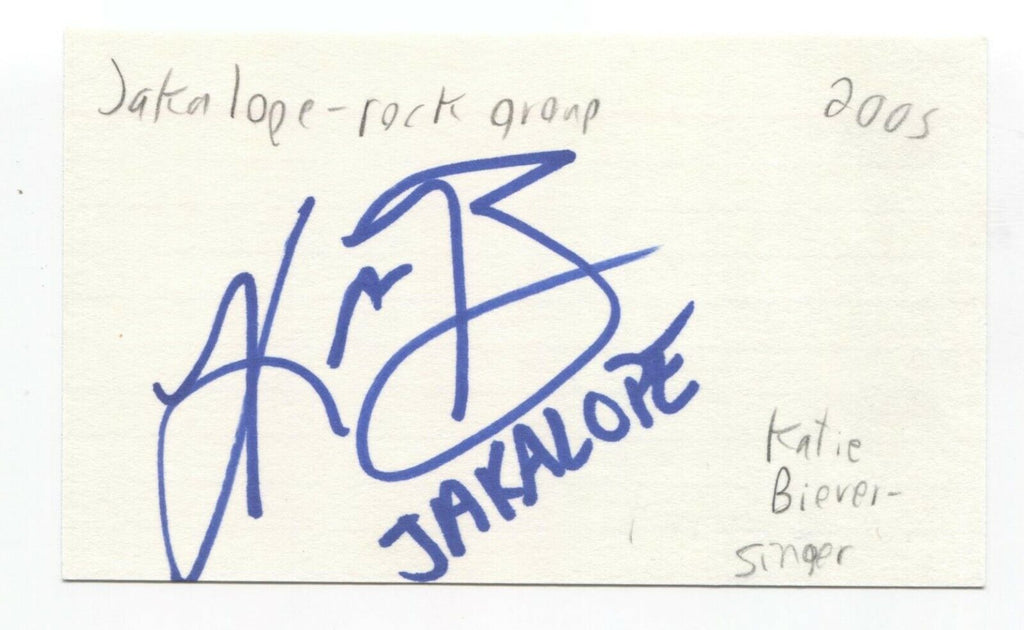 Jakalope - rock group
2005
JAKALOPE
Katie
Biever-
singer